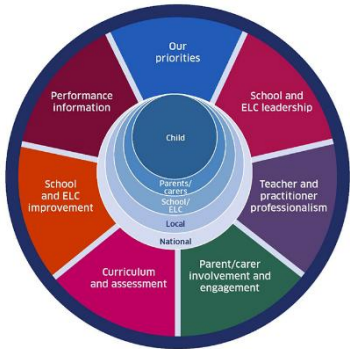 Our
priorities
School and
ELC leadership
Teacher and
practitioner
professionalism
Parent/carer
involvement and
engagement
Curriculum
and assessment
School
and ELC
improvement
Performance
information
Child
Parents/
carers
School/
ELC
Local
National